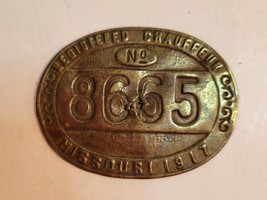 REGISTERED CHAUFFEUR
No
8665
MISSOURI 1917